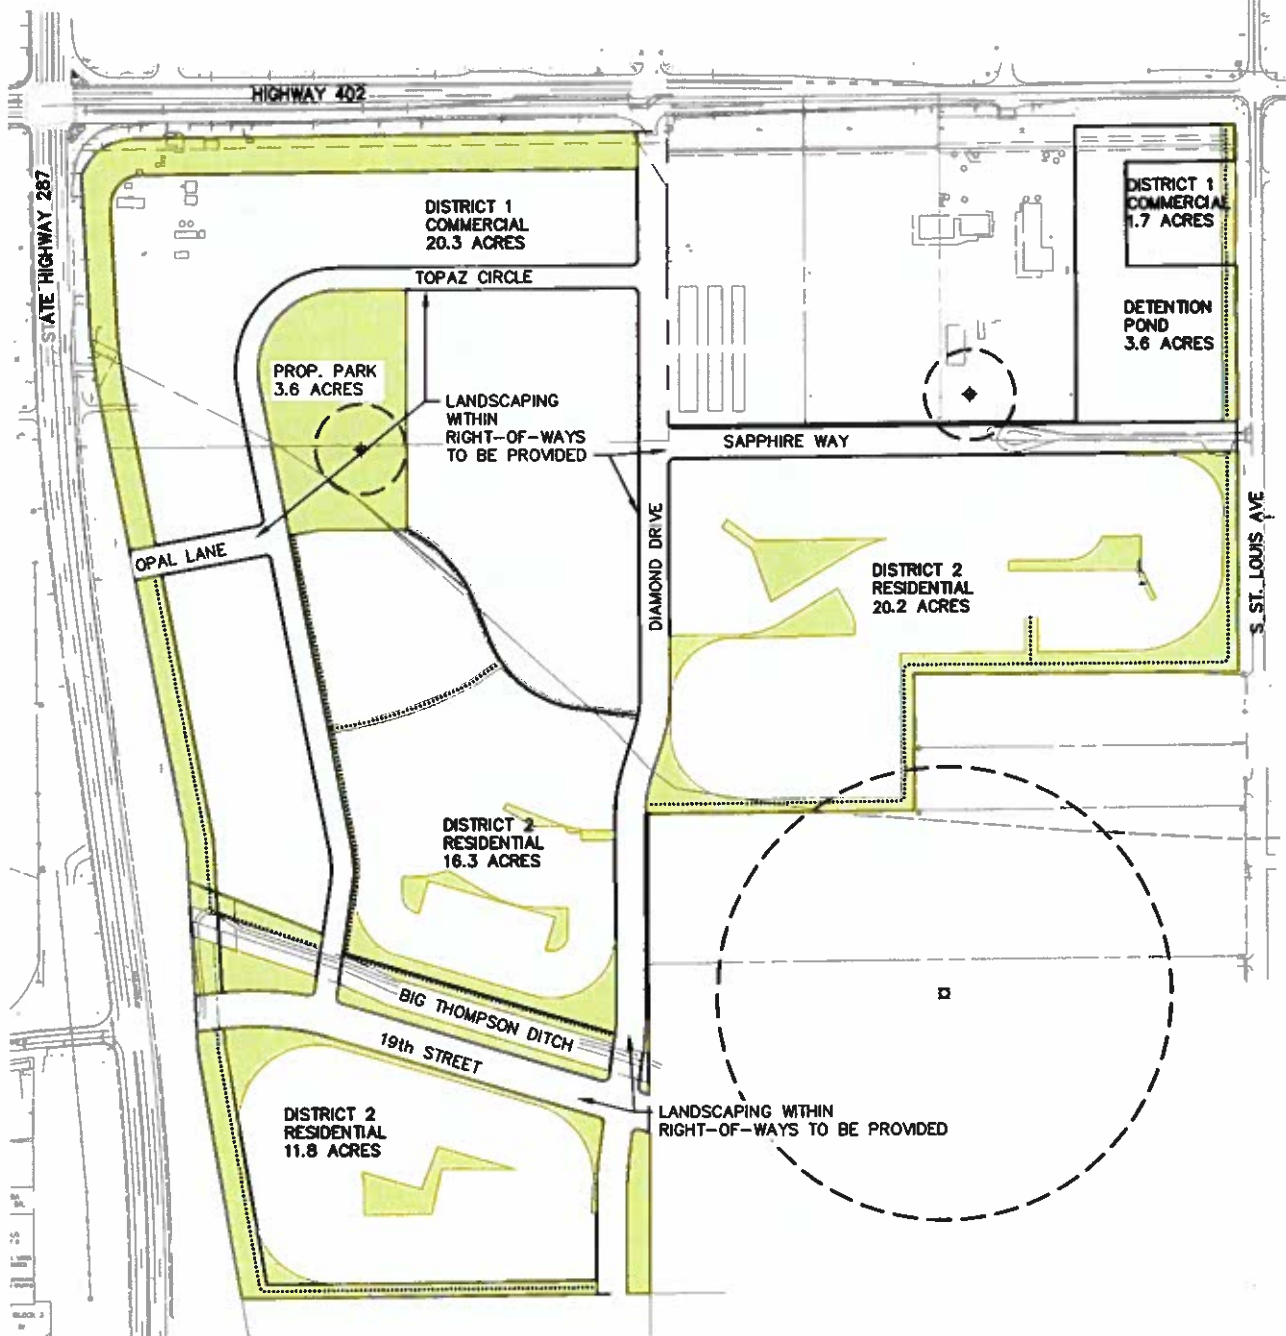 HIGHWAY 402
STATE HIGHWAY 287
DISTRICT 1
COMMERCIAL
20.3 ACRES
DISTRICT 1
COMMERCIAL
1.7 ACRES
TOPAZ CIRCLE
DETENTION
POND
3.6 ACRES
PROP. PARK
3.6 ACRES
LANDSCAPING
WITHIN
RIGHT-OF-WAYS
TO BE PROVIDED
SAPPHIRE WAY
OPAL LANE
DIAMOND DRIVE
S. ST. LOUIS AVE
DISTRICT 2
RESIDENTIAL
20.2 ACRES
DISTRICT 2
RESIDENTIAL
16.3 ACRES
BIG THOMPSON DITCH
19th STREET
LANDSCAPING WITHIN
RIGHT-OF-WAYS TO BE PROVIDED
DISTRICT 2
RESIDENTIAL
11.8 ACRES